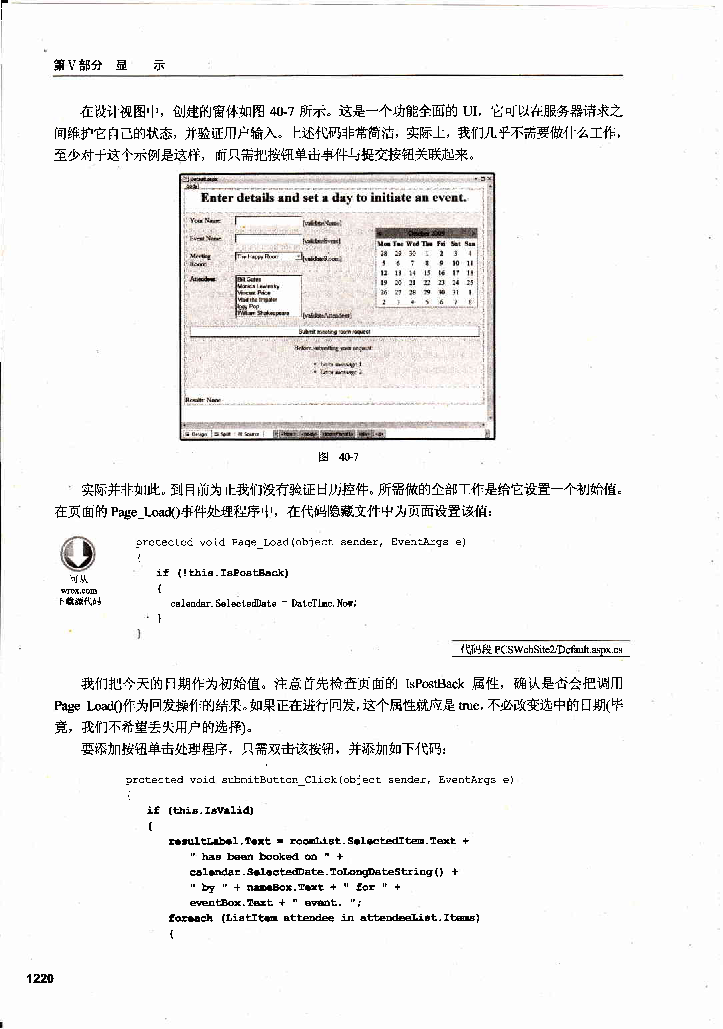 第Ⅴ部分 显 示
在设计视图中，创建的窗体如图 40-7 所示。这是一个功能全面的 UI，它可以在服务器请求之
间维护它自己的状态，并验证用户输入。上述代码非常简洁，实际上，我们几乎不需要做什么工作，
至少对于这个示例是这样，而只需把按钮单击事件与提交按钮关联起来。
Enter details and set a day to initiate an event.
Your Name: [validateName]
Event Name: [validateEvent]
October 2009
Mon Tue Wed Thu Fri Sat Sun
28 29 30 1 2 3 4
5 6 7 8 9 10 11
12 13 14 15 16 17 18
19 20 21 22 23 24 25
26 27 28 29 30 31 1
2 3 4 5 6 7 8
Meeting The Happy Room [validateRoom]
Room:
Attendees: Bill Gates
Monica Lewinsky
Vincent Price
Vlad the Impaler
Iggy Pop
William Shakespeare [validateAttendees]
Submit meeting room request
Before submitting your request:
• Error message 1
• Error message 2
Results: None
Design Split Source
图 40-7
实际并非如此。到目前为止我们没有验证日历控件。所需做的全部工作是给它设置一个初始值。
在页面的 Page_Load()事件处理程序中，在代码隐藏文件中为页面设置该值：
可从
wrox.com
下载源代码
protected void Page_Load(object sender, EventArgs e)
{
if (!this.IsPostBack)
{
calendar.SelectedDate = DateTime.Now;
}
}
代码段 PCSWebSite2/Default.aspx.cs
我们把今天的日期作为初始值。注意首先检查页面的 IsPostBack 属性，确认是否会把调用
Page_Load()作为回发操作的结果。如果正在进行回发，这个属性就应是 true，不必改变选中的日期(毕
竟，我们不希望丢失用户的选择)。
要添加按钮单击处理程序，只需双击该按钮，并添加如下代码：
protected void submitButton_Click(object sender, EventArgs e)
{
if (this.IsValid)
{
resultLabel.Text = roomList.SelectedItem.Text +
" has been booked on " +
calendar.SelectedDate.ToLongDateString() +
" by " + nameBox.Text + " for " +
eventBox.Text + " event. ";
foreach (ListItem attendee in attendeeList.Items)
{
1220